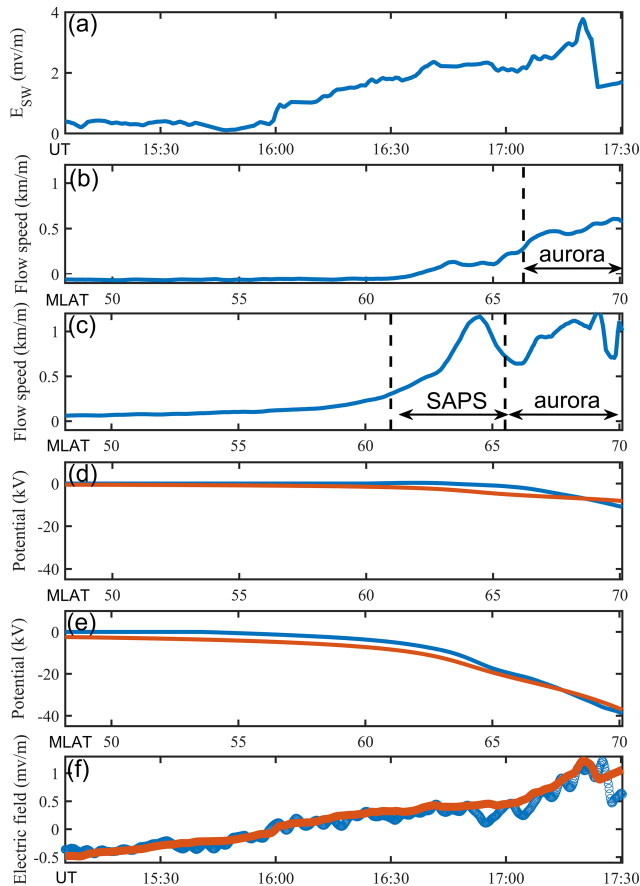 (a)
E_SW (mv/m)
4
2
0
UT 15:30 16:00 16:30 17:00 17:30
(b)
Flow speed (km/m)
1
0.5
0
aurora
MLAT 50 55 60 65 70
(c)
Flow speed (km/m)
1
0.5
0
SAPS aurora
MLAT 50 55 60 65 70
(d)
Potential (kV)
0
-20
-40
MLAT 50 55 60 65 70
(e)
Potential (kV)
0
-20
-40
MLAT 50 55 60 65 70
(f)
Electric field (mv/m)
1
0.5
0
-0.5
UT 15:30 16:00 16:30 17:00 17:30